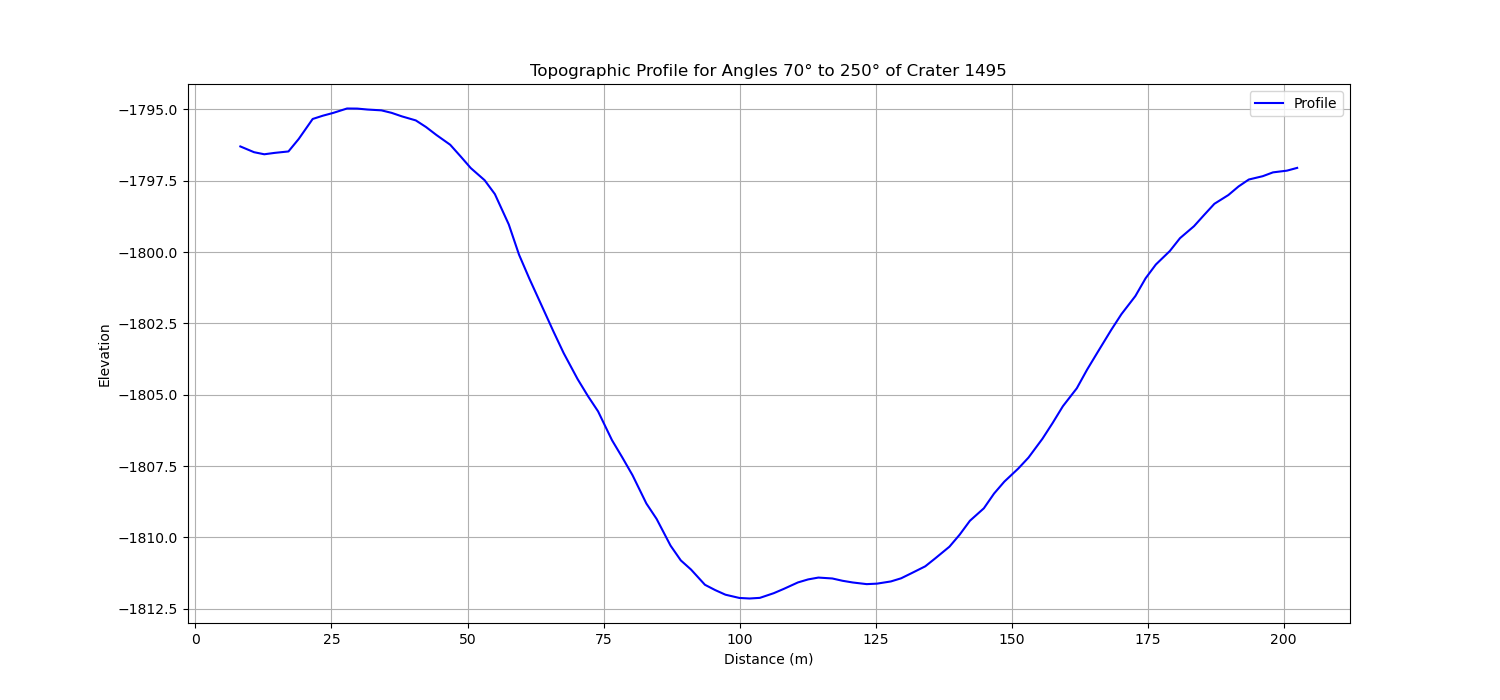 Topographic Profile for Angles 70° to 250° of Crater 1495
Profile
Elevation
−1795.0
−1797.5
−1800.0
−1802.5
−1805.0
−1807.5
−1810.0
−1812.5
0 25 50 75 100 125 150 175 200
Distance (m)